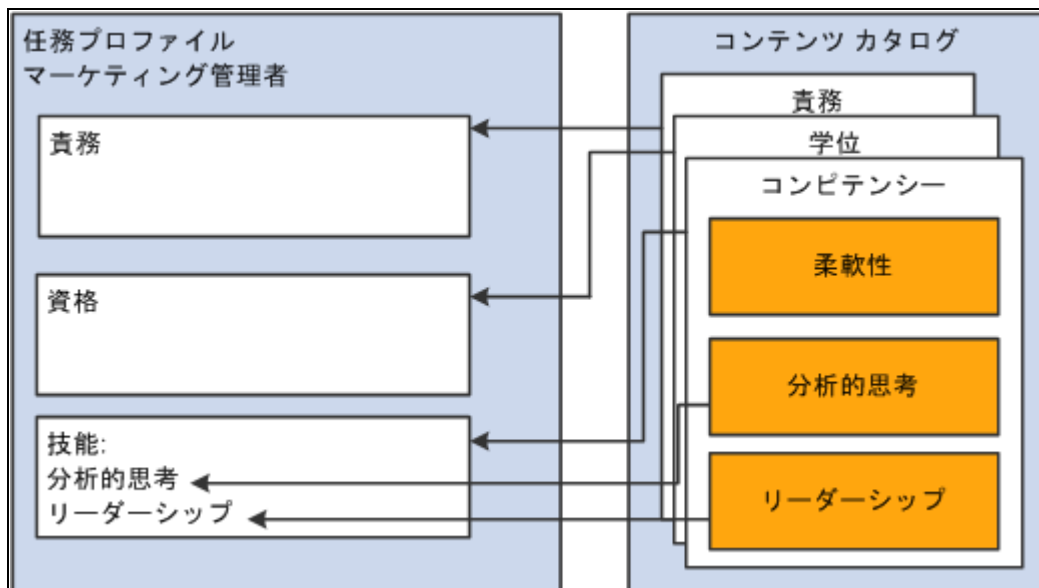 任務プロファイル
マーケティング管理者
責務
資格
技能:
分析的思考
リーダーシップ
コンテンツ カタログ
責務
学位
コンピテンシー
柔軟性
分析的思考
リーダーシップ